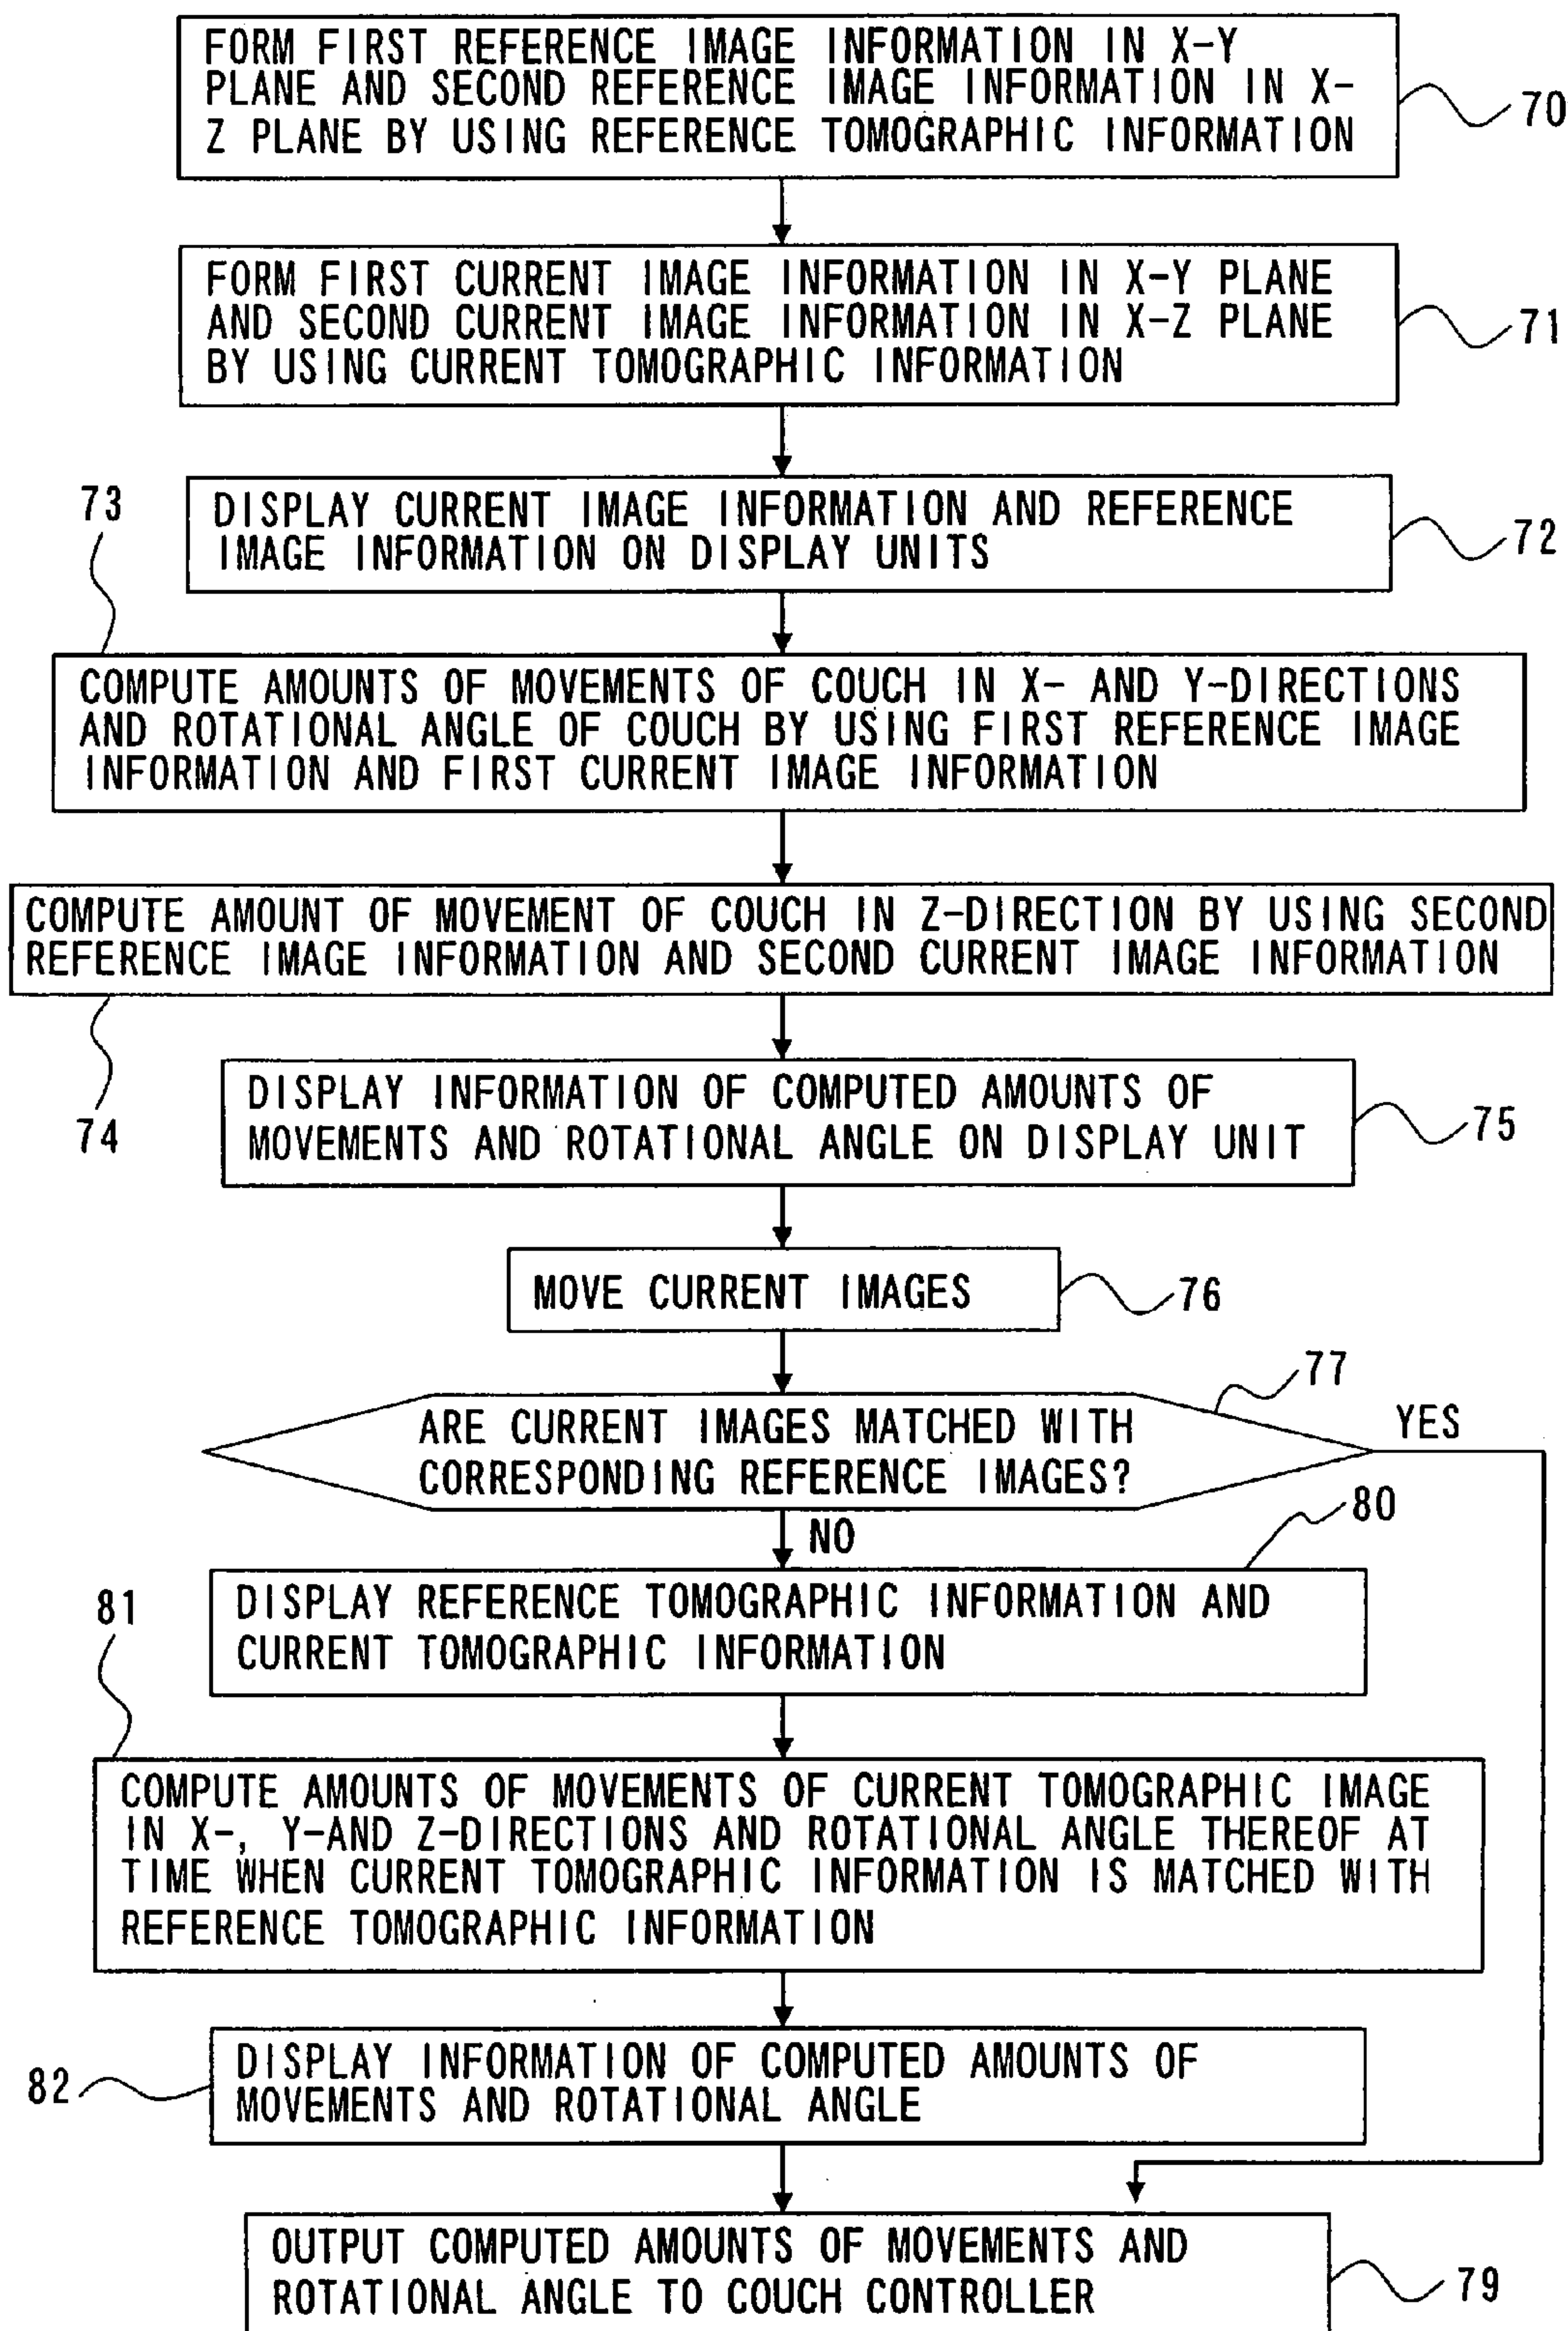 FORM FIRST REFERENCE IMAGE INFORMATION IN X-Y
PLANE AND SECOND REFERENCE IMAGE INFORMATION IN X-
Z PLANE BY USING REFERENCE TOMOGRAPHIC INFORMATION
70
FORM FIRST CURRENT IMAGE INFORMATION IN X-Y PLANE
AND SECOND CURRENT IMAGE INFORMATION IN X-Z PLANE
BY USING CURRENT TOMOGRAPHIC INFORMATION
71
73
DISPLAY CURRENT IMAGE INFORMATION AND REFERENCE
IMAGE INFORMATION ON DISPLAY UNITS
72
COMPUTE AMOUNTS OF MOVEMENTS OF COUCH IN X- AND Y-DIRECTIONS
AND ROTATIONAL ANGLE OF COUCH BY USING FIRST REFERENCE IMAGE
INFORMATION AND FIRST CURRENT IMAGE INFORMATION
COMPUTE AMOUNT OF MOVEMENT OF COUCH IN Z-DIRECTION BY USING SECOND
REFERENCE IMAGE INFORMATION AND SECOND CURRENT IMAGE INFORMATION
74
DISPLAY INFORMATION OF COMPUTED AMOUNTS OF
MOVEMENTS AND ROTATIONAL ANGLE ON DISPLAY UNIT
75
MOVE CURRENT IMAGES
76
77
ARE CURRENT IMAGES MATCHED WITH
CORRESPONDING REFERENCE IMAGES?
YES
NO
80
DISPLAY REFERENCE TOMOGRAPHIC INFORMATION AND
CURRENT TOMOGRAPHIC INFORMATION
81
COMPUTE AMOUNTS OF MOVEMENTS OF CURRENT TOMOGRAPHIC IMAGE
IN X-, Y-AND Z-DIRECTIONS AND ROTATIONAL ANGLE THEREOF AT
TIME WHEN CURRENT TOMOGRAPHIC INFORMATION IS MATCHED WITH
REFERENCE TOMOGRAPHIC INFORMATION
82
DISPLAY INFORMATION OF COMPUTED AMOUNTS OF
MOVEMENTS AND ROTATIONAL ANGLE
OUTPUT COMPUTED AMOUNTS OF MOVEMENTS AND
ROTATIONAL ANGLE TO COUCH CONTROLLER
79